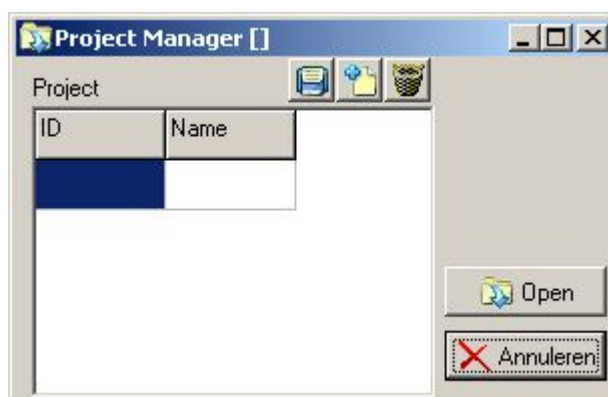 Project Manager []
Project
ID Name
Open
Annuleren